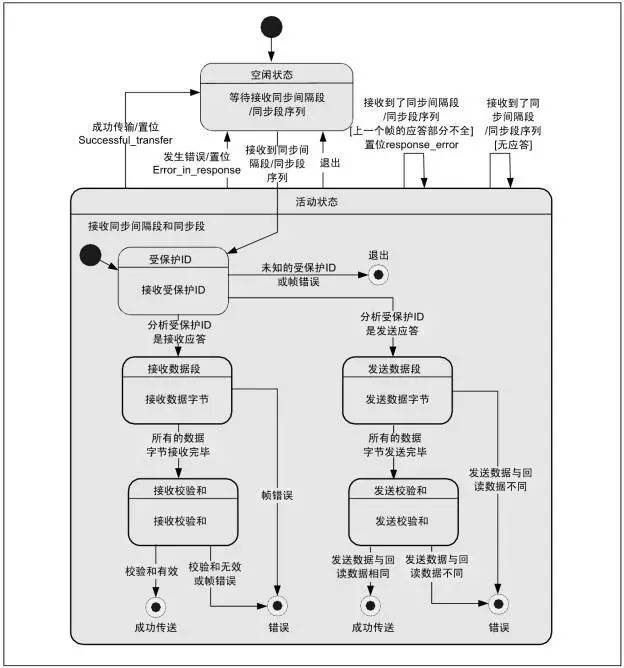 空闲状态
等待接收同步间隔段
/同步段序列
成功传输/置位
Successful_transfer
发生错误/置位
Error_in_response
接收到同步间
隔段/同步段
序列
退出
接收到了同步间隔段
/同步段序列
[上一个帧的应答部分不全]
置位response_error
接收到了同
步间隔段
/同步段序列
[无应答]
活动状态
接收同步间隔段和同步段
受保护ID
接收受保护ID
未知的受保护ID
或帧错误
退出
分析受保护ID
是接收应答
分析受保护ID
是发送应答
接收数据段
接收数据字节
发送数据段
发送数据字节
所有的数据
字节接收完毕
所有的数据
字节发送完毕
帧错误
发送数据与回
读数据不同
接收校验和
接收校验和
发送校验和
发送校验和
校验和有效
校验和无效
或帧错误
发送数据与回
读数据相同
发送数据与回
读数据不同
成功传送
错误
成功传送
错误